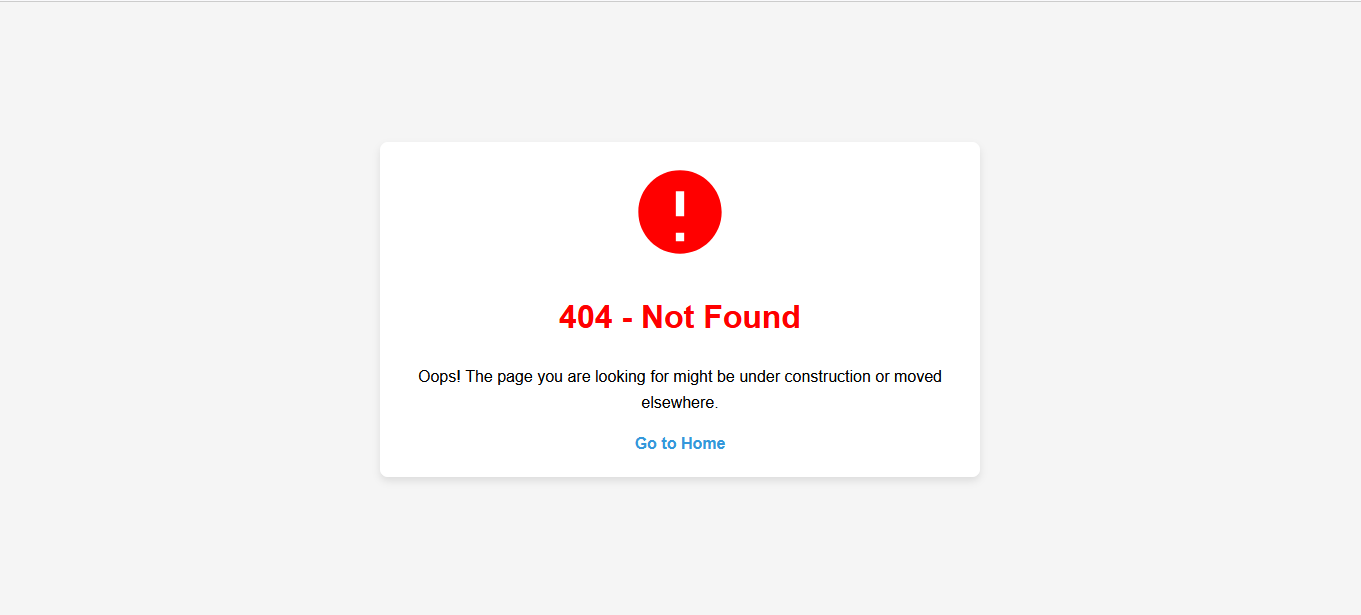 404 - Not Found
Oops! The page you are looking for might be under construction or moved
elsewhere.
Go to Home